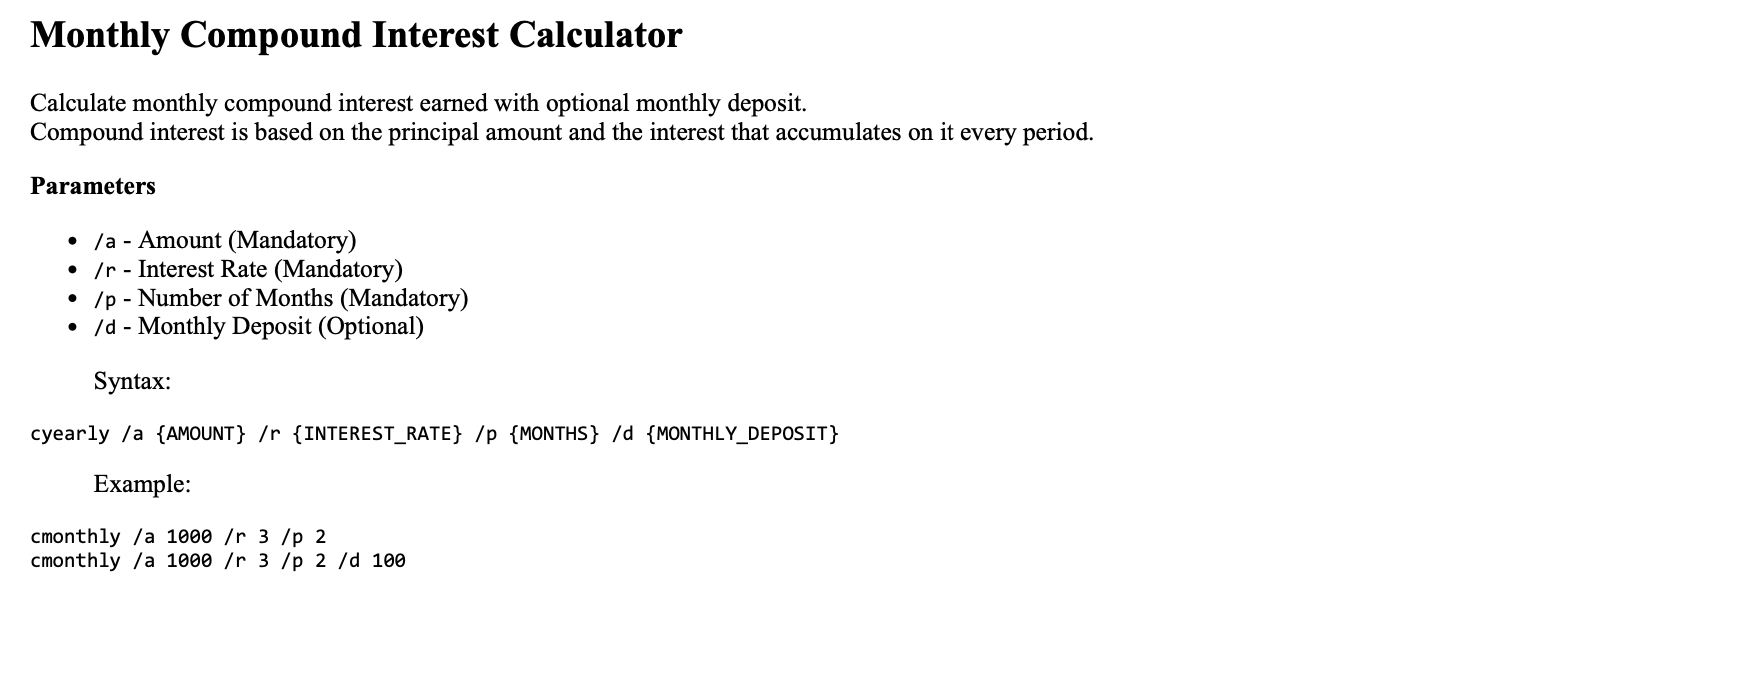 Monthly Compound Interest Calculator
Calculate monthly compound interest earned with optional monthly deposit.
Compound interest is based on the principal amount and the interest that accumulates on it every period.
Parameters
• /a - Amount (Mandatory)
• /r - Interest Rate (Mandatory)
• /p - Number of Months (Mandatory)
• /d - Monthly Deposit (Optional)
Syntax:
cyearly /a {AMOUNT} /r {INTEREST_RATE} /p {MONTHS} /d {MONTHLY_DEPOSIT}
Example:
cmonthly /a 1000 /r 3 /p 2
cmonthly /a 1000 /r 3 /p 2 /d 100